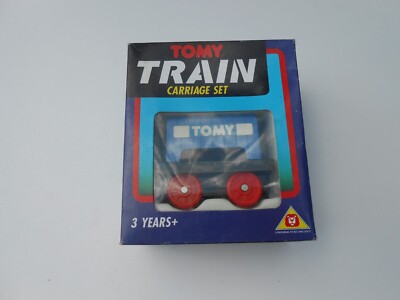 TOMY
TRAIN
CARRIAGE SET
TOMY
3 YEARS+